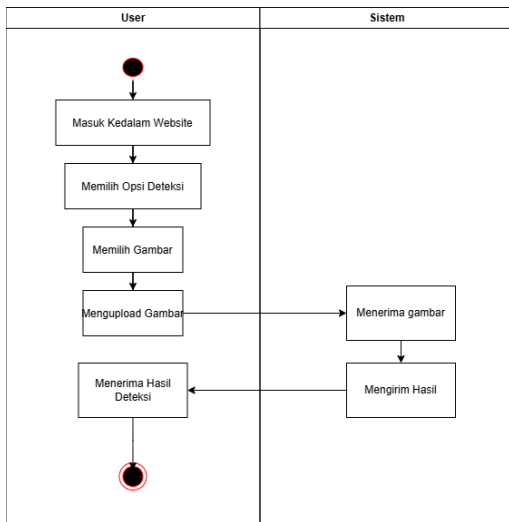 User
Sistem
Masuk Kedalam Website
Memilih Opsi Deteksi
Memilih Gambar
Mengupload Gambar
Menerima gambar
Mengirim Hasil
Menerima Hasil
Deteksi